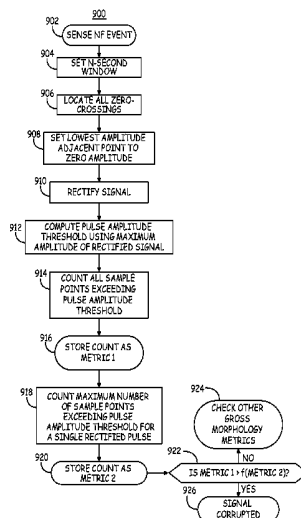 900
902
SENSE NF EVENT
904
SET N-SECOND
WINDOW
906
LOCATE ALL ZERO-
CROSSINGS
908
SET LOWEST AMPLITUDE
ADJACENT POINT TO
ZERO AMPLITUDE
910
RECTIFY SIGNAL
912
COMPUTE PULSE AMPLITUDE
THRESHOLD USING MAXIMUM
AMPLITUDE OF RECTIFIED SIGNAL
914
COUNT ALL SAMPLE
POINTS EXCEEDING
PULSE AMPLITUDE
THRESHOLD
916
STORE COUNT AS
METRIC 1
918
COUNT MAXIMUM NUMBER
OF SAMPLE POINTS
EXCEEDING PULSE
AMPLITUDE THRESHOLD FOR
A SINGLE RECTIFIED PULSE
920
STORE COUNT AS
METRIC 2
924
CHECK OTHER
GROSS
MORPHOLOGY
METRICS
922
NO
IS METRIC 1 > f(METRIC 2)?
YES
926
SIGNAL
CORRUPTED